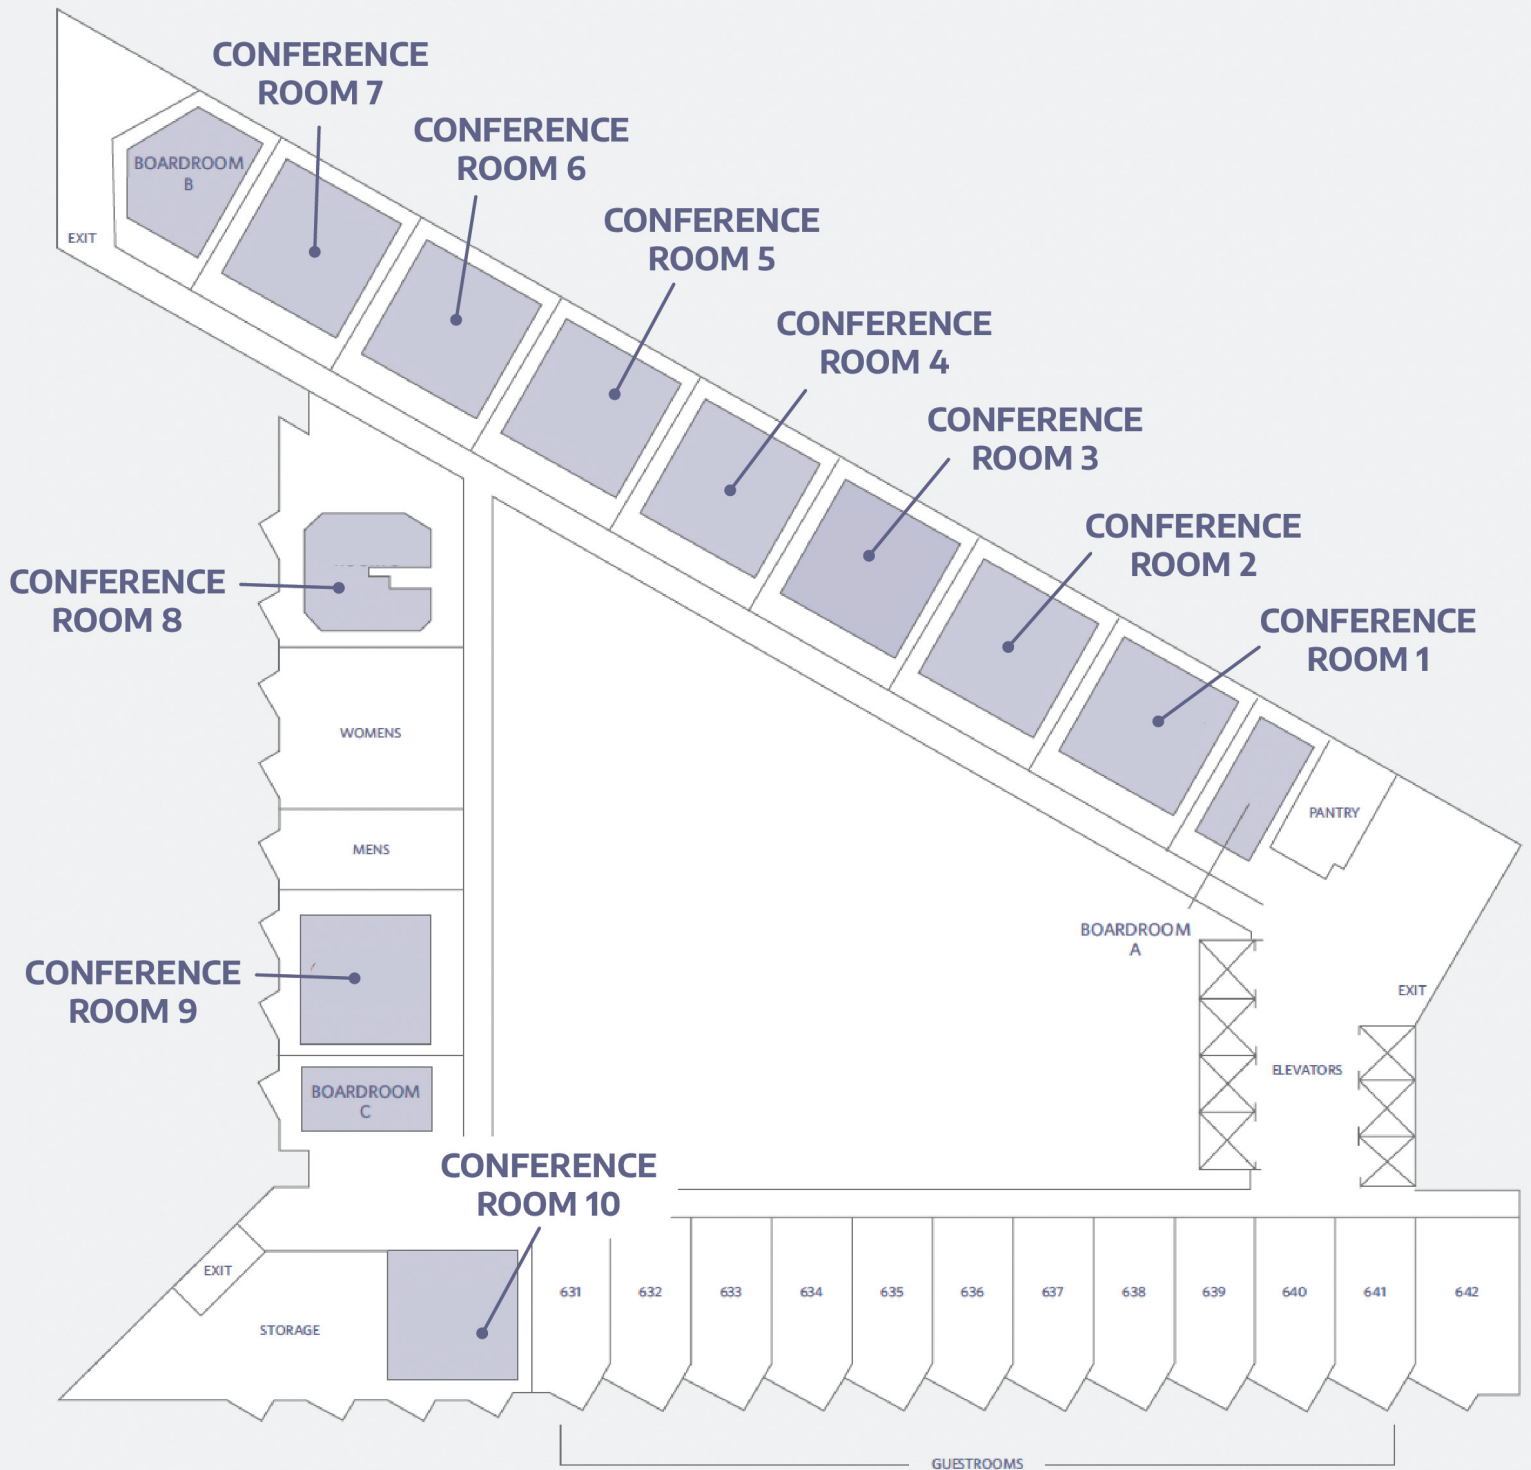 CONFERENCE
ROOM 7
CONFERENCE
ROOM 6
BOARDROOM
B
CONFERENCE
ROOM 5
EXIT
CONFERENCE
ROOM 4
CONFERENCE
ROOM 3
CONFERENCE
ROOM 2
CONFERENCE
ROOM 8
CONFERENCE
ROOM 1
WOMENS
PANTRY
MENS
BOARDROOM
A
CONFERENCE
ROOM 9
EXIT
ELEVATORS
BOARDROOM
C
CONFERENCE
ROOM 10
EXIT
STORAGE
631
632
633
634
635
636
637
638
639
640
641
642
GUESTROOMS